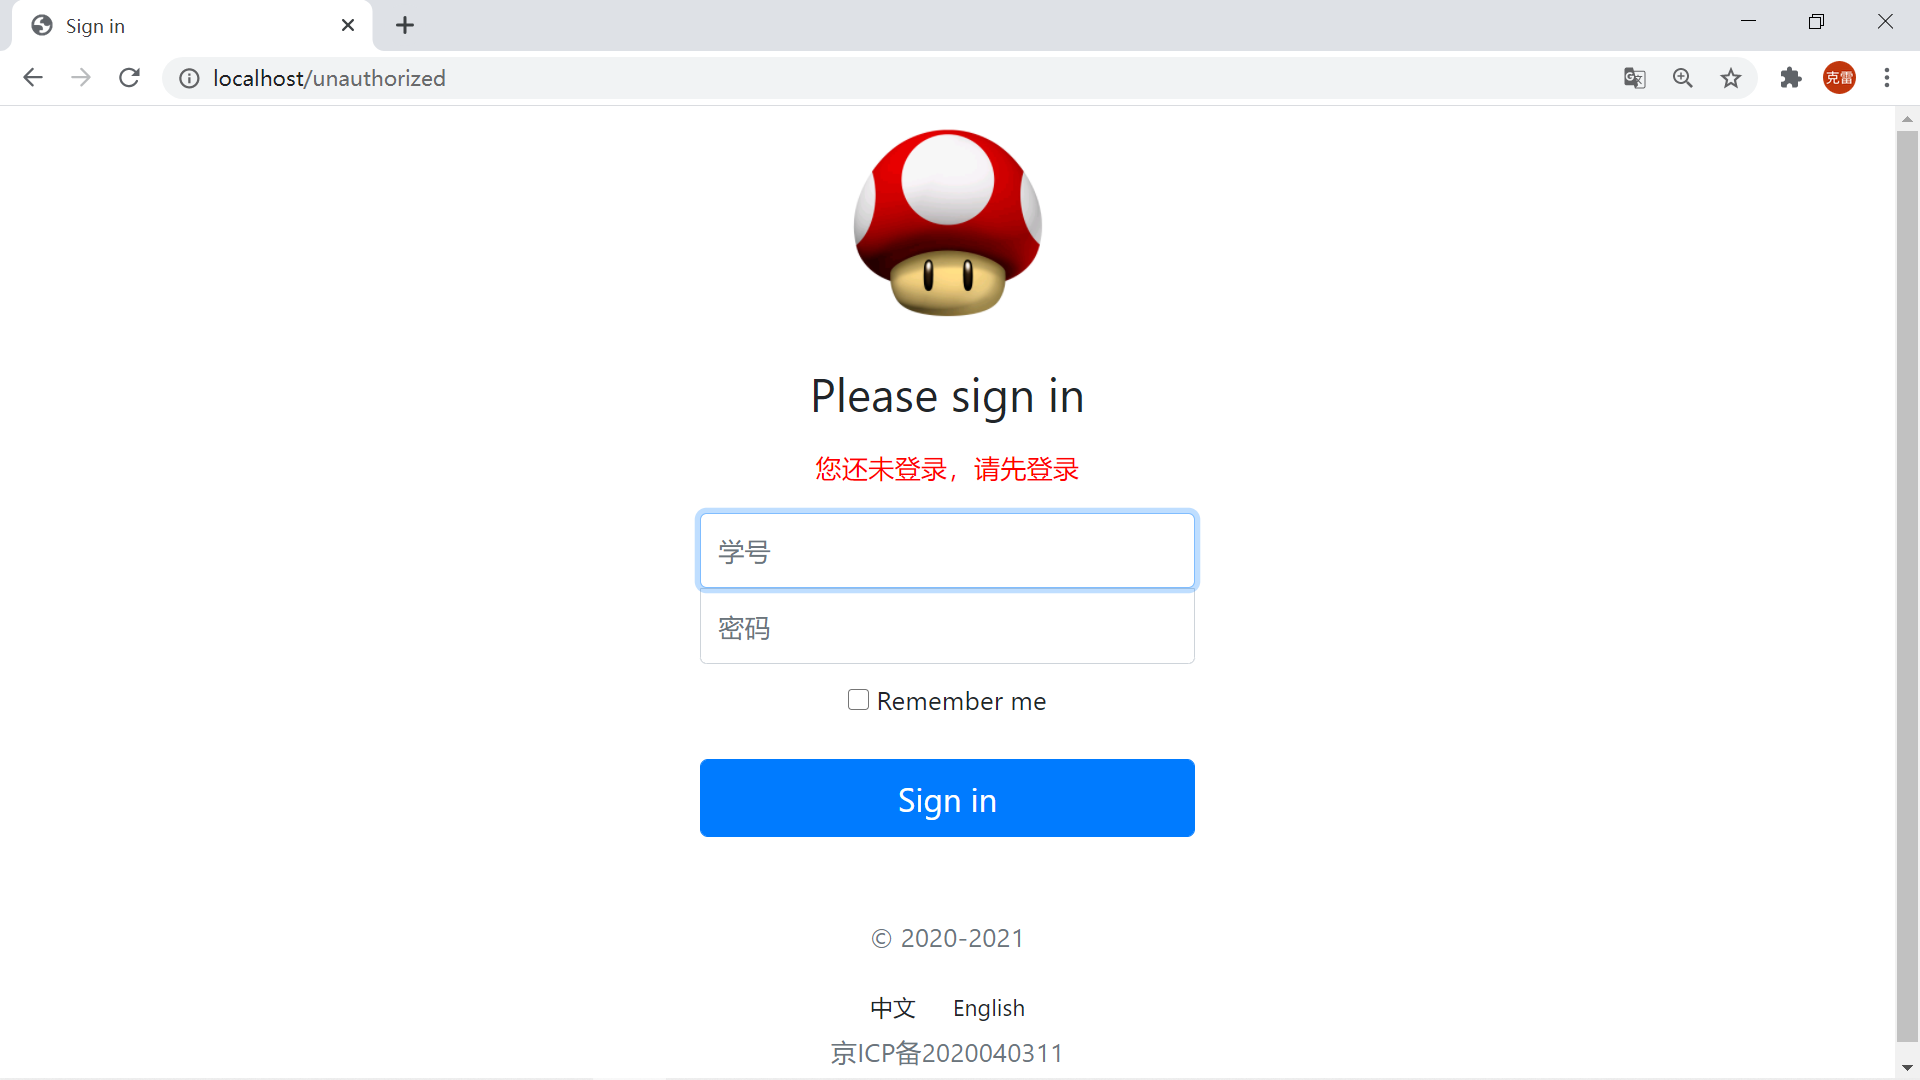 Sign in
localhost/unauthorized
克雷
Please sign in
您还未登录，请先登录
学号
密码
Remember me
Sign in
© 2020-2021
中文 English
京ICP备2020040311